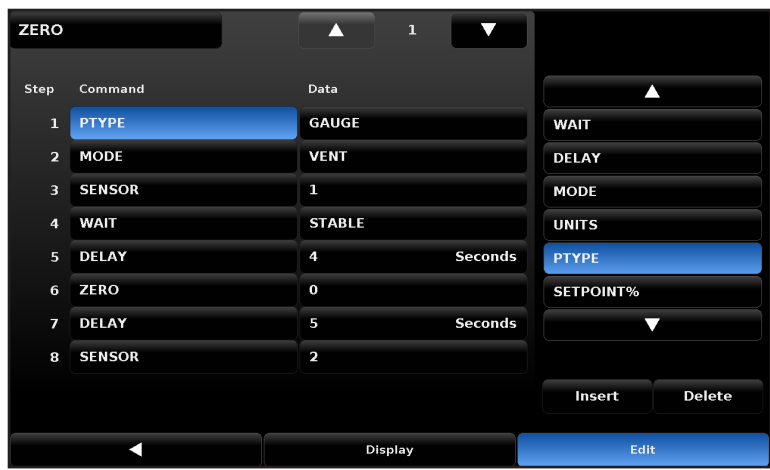 ZERO
1
Step Command Data
1 PTYPE GAUGE
2 MODE VENT
3 SENSOR 1
4 WAIT STABLE
5 DELAY 4 Seconds
6 ZERO 0
7 DELAY 5 Seconds
8 SENSOR 2
WAIT
DELAY
MODE
UNITS
PTYPE
SETPOINT%
Insert Delete
Display Edit